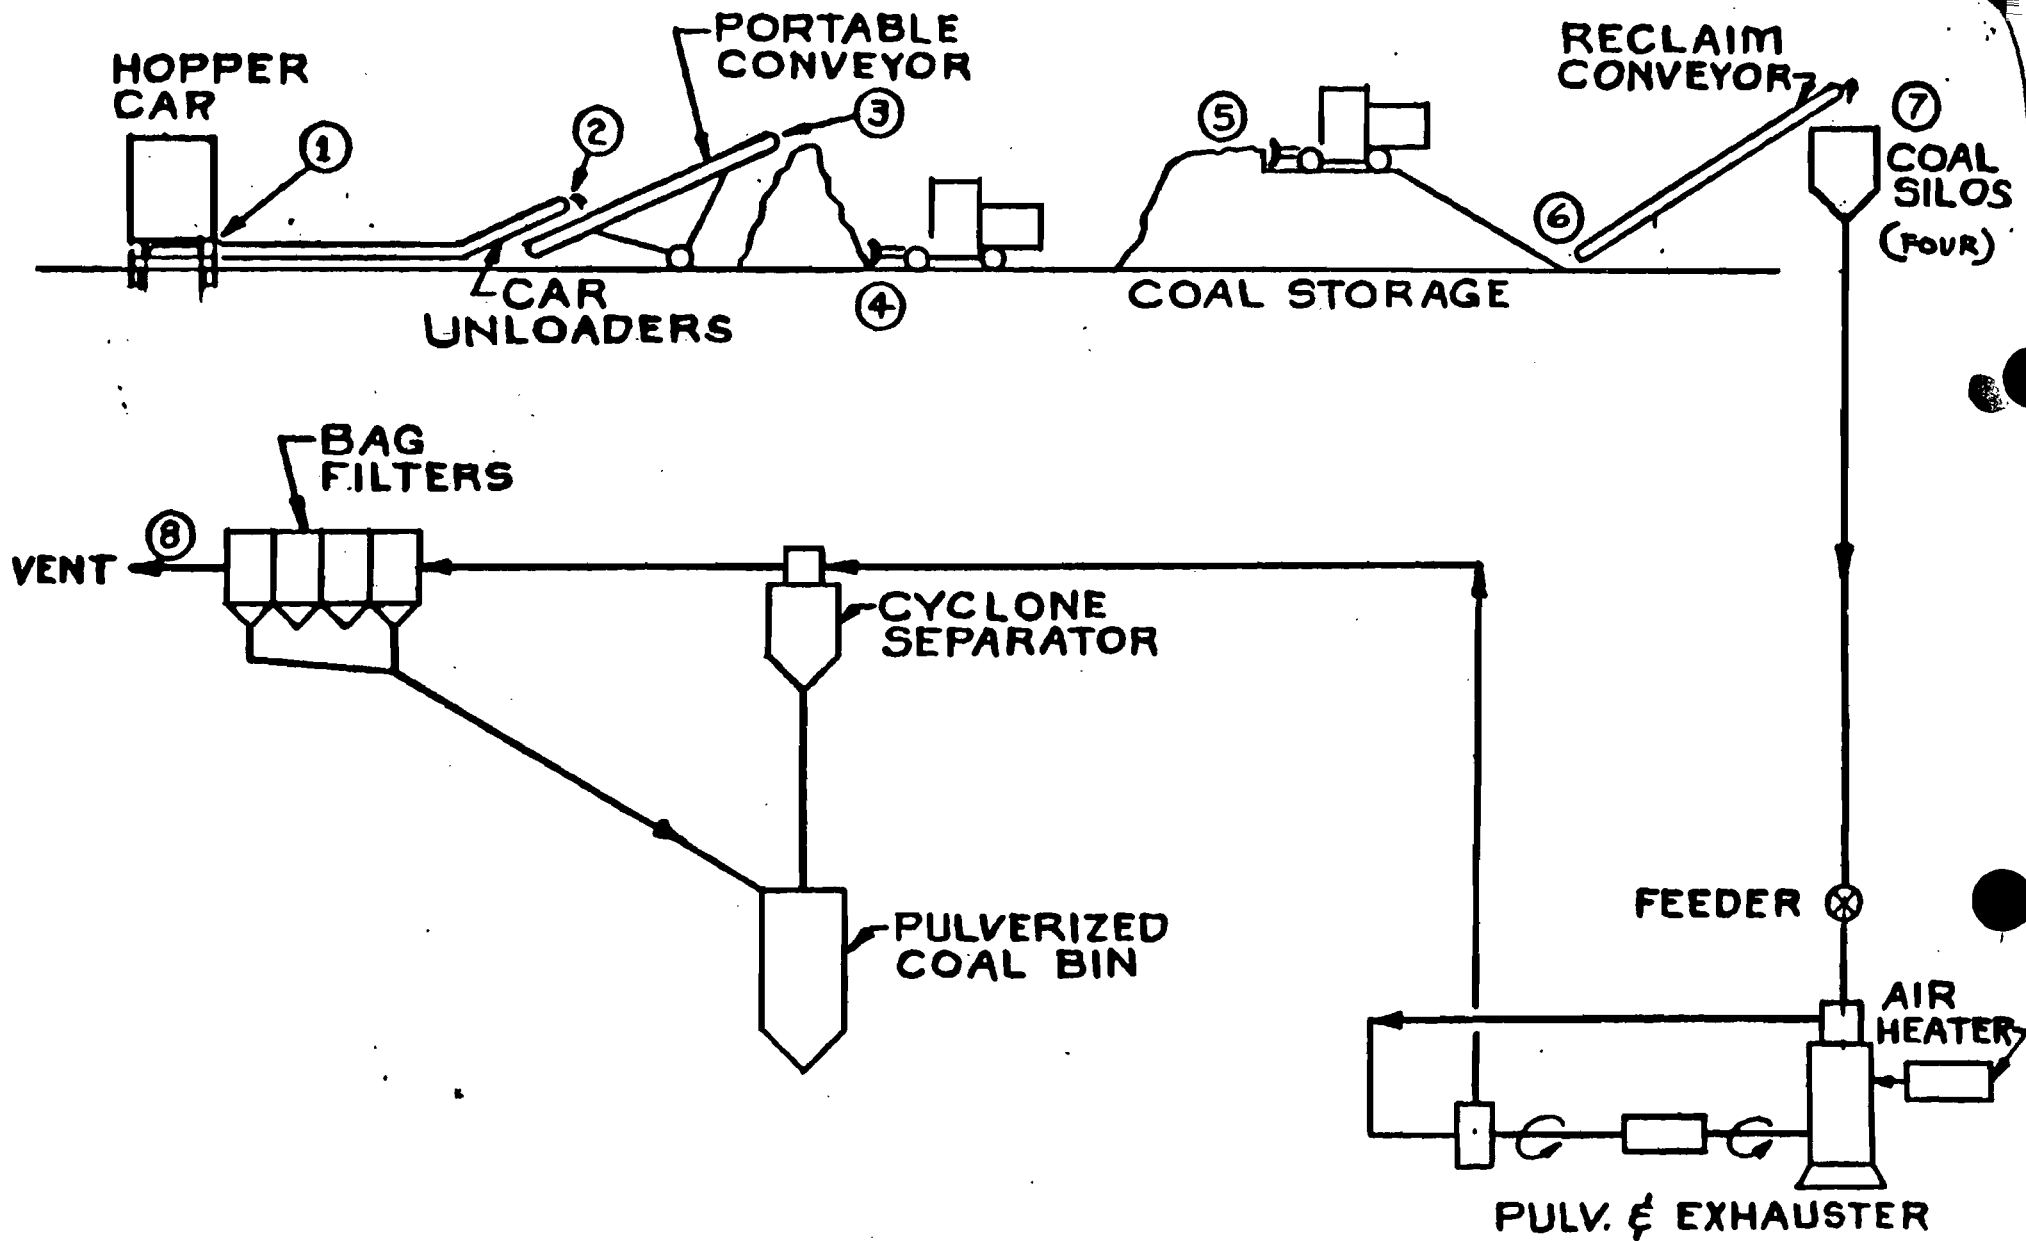 HOPPER
CAR
1
2
PORTABLE
CONVEYOR
3
4
CAR
UNLOADERS
5
COAL STORAGE
6
RECLAIM
CONVEYOR
7
COAL
SILOS
(FOUR)
BAG
FILTERS
8
VENT
CYCLONE
SEPARATOR
PULVERIZED
COAL BIN
FEEDER
AIR
HEATER
PULV. & EXHAUSTER